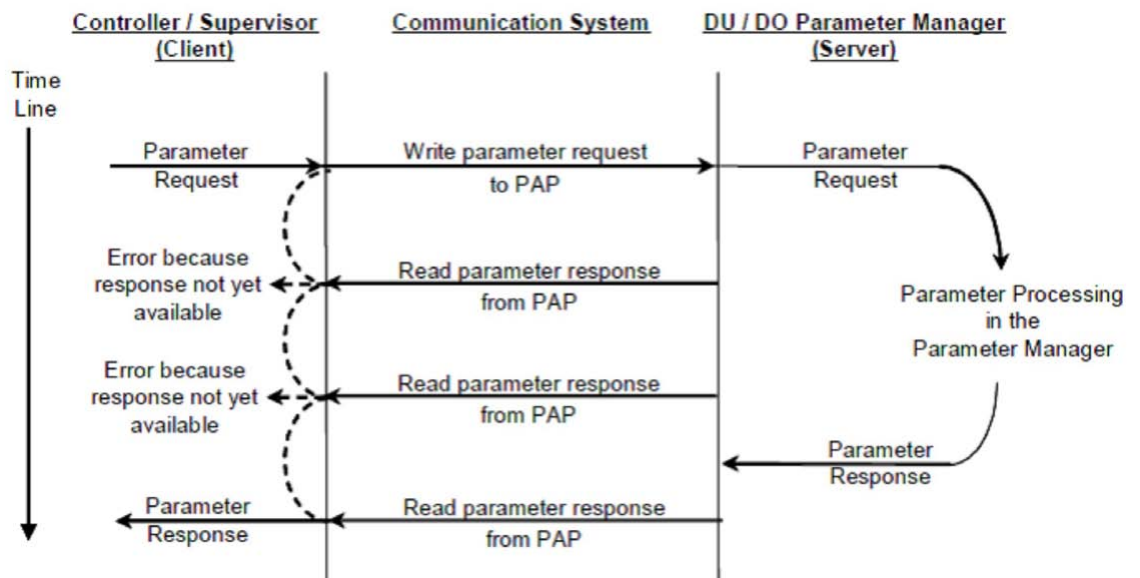 Controller / Supervisor
(Client)
Communication System
DU / DO Parameter Manager
(Server)
Time
Line
Parameter
Request
Write parameter request
to PAP
Parameter
Request
Error because
response not yet
available
Read parameter response
from PAP
Parameter Processing
in the
Parameter Manager
Error because
response not yet
available
Read parameter response
from PAP
Parameter
Response
Parameter
Response
Read parameter response
from PAP